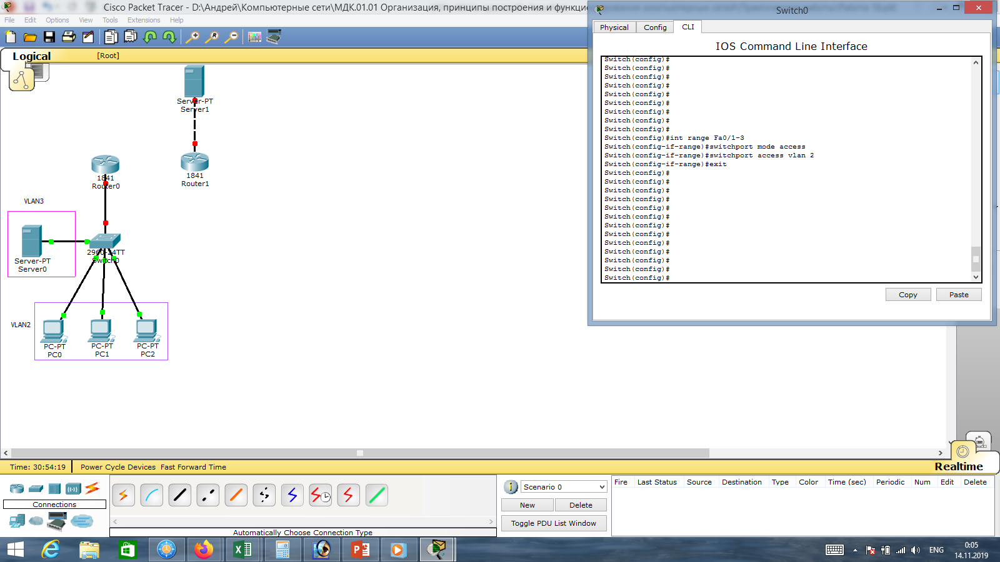 Cisco Packet Tracer - D:\Андрей\Компьютерные сети\МДК.01.01 Организация, принципы построения и функцис
File Edit Options View Tools Extensions Help
Logical
[Root]
Server-PT
Server1
1841
Router1
1841
Router0
VLAN3
Server-PT
Server0
2960-24TT
Switch0
VLAN2
PC-PT
PC0
PC-PT
PC1
PC-PT
PC2
Switch0
Physical Config CLI
IOS Command Line Interface
Switch(config)#
Switch(config)#
Switch(config)#
Switch(config)#
Switch(config)#
Switch(config)#
Switch(config)#
Switch(config)#
Switch(config)#
Switch(config)#int range Fa0/1-3
Switch(config-if-range)#switchport mode access
Switch(config-if-range)#switchport access vlan 2
Switch(config-if-range)#exit
Switch(config)#
Switch(config)#
Switch(config)#
Switch(config)#
Switch(config)#
Switch(config)#
Switch(config)#
Switch(config)#
Switch(config)#
Switch(config)#
Switch(config)#
Switch(config)#
Switch(config)#
Copy Paste
Realtime
Time: 30:54:19 Power Cycle Devices Fast Forward Time
Connections
Automatically Choose Connection Type
Scenario 0
New Delete
Toggle PDU List Window
Fire Last Status Source Destination Type Color Time (sec) Periodic Num Edit Delete
ENG
0:05
14.11.2019